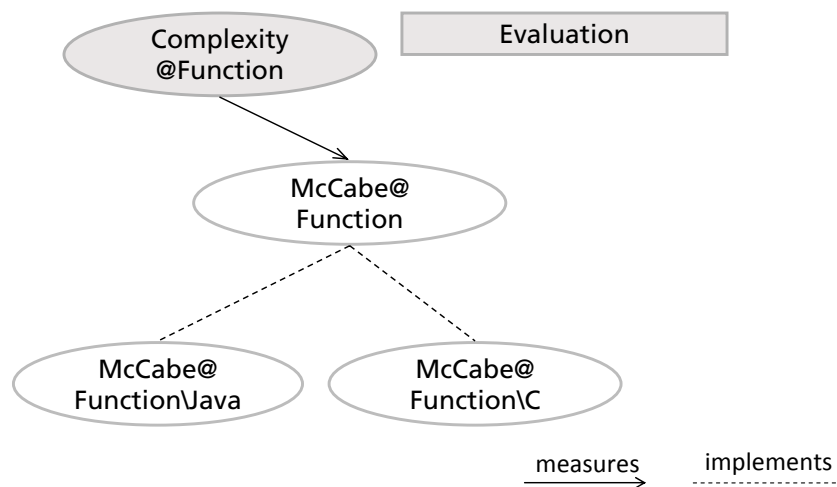 Complexity
@Function
Evaluation
McCabe@
Function
McCabe@
Function\Java
McCabe@
Function\C
measures
implements